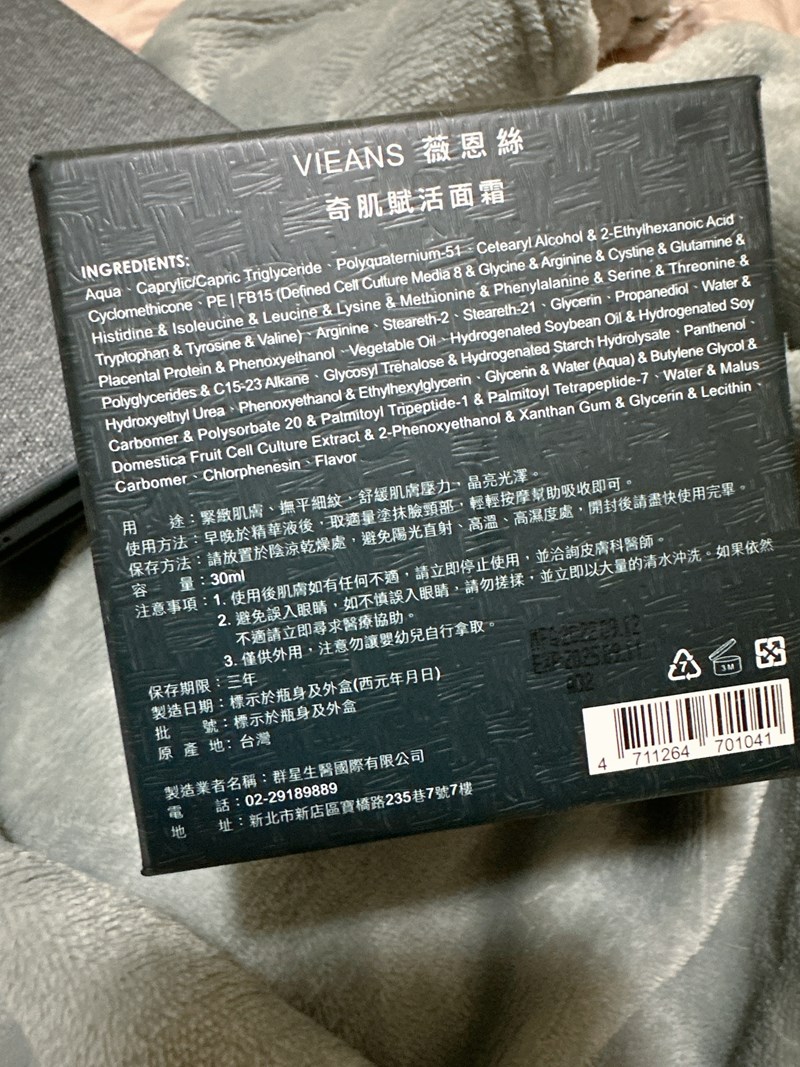 VIEANS 薇恩絲
奇肌賦活面霜
INGREDIENTS:
Aqua、Caprylic/Capric Triglyceride、Polyquaternium-51、Cetearyl Alcohol & 2-Ethylhexanoic Acid、
Cyclomethicone、PE | FB15 (Defined Cell Culture Media 8 & Glycine & Arginine & Cystine & Glutamine &
Histidine & Isoleucine & Leucine & Lysine & Methionine & Phenylalanine & Serine & Threonine &
Tryptophan & Tyrosine & Valine)、Arginine、Steareth-2、Steareth-21、Glycerin、Propanediol、Water &
Placental Protein & Phenoxyethanol、Vegetable Oil、Hydrogenated Soybean Oil & Hydrogenated Soy
Polyglycerides & C15-23 Alkane、Glycosyl Trehalose & Hydrogenated Starch Hydrolysate、Panthenol、
Hydroxyethyl Urea、Phenoxyethanol & Ethylhexylglycerin、Glycerin & Water (Aqua) & Butylene Glycol &
Carbomer & Polysorbate 20 & Palmitoyl Tripeptide-1 & Palmitoyl Tetrapeptide-7、Water & Malus
Domestica Fruit Cell Culture Extract & 2-Phenoxyethanol & Xanthan Gum & Glycerin & Lecithin、
Carbomer、Chlorphenesin、Flavor
用 途：緊緻肌膚、撫平細紋，舒緩肌膚壓力，晶亮光澤。
使用方法：早晚於精華液後，取適量塗抹臉頸部，輕輕按摩幫助吸收即可。
保存方法：請放置於陰涼乾燥處，避免陽光直射、高溫、高濕度處，開封後請盡快使用完畢。
容 量：30ml
注意事項：1. 使用後肌膚如有任何不適，請立即停止使用，並洽詢皮膚科醫師。
2. 避免誤入眼睛，如不慎誤入眼睛，請勿搓揉，並立即以大量的清水沖洗。如果依然
不適請立即尋求醫療協助。
3. 僅供外用，注意勿讓嬰幼兒自行拿取。
保存期限：三年
製造日期：標示於瓶身及外盒(西元年月日)
批 號：標示於瓶身及外盒
原 產 地：台灣
MFG2022.09.12
EXP2025.09.11
A02
7
3M
4 711264 701041
製造業者名稱：群星生醫國際有限公司
電 話：02-29189889
地 址：新北市新店區寶橋路235巷7號7樓